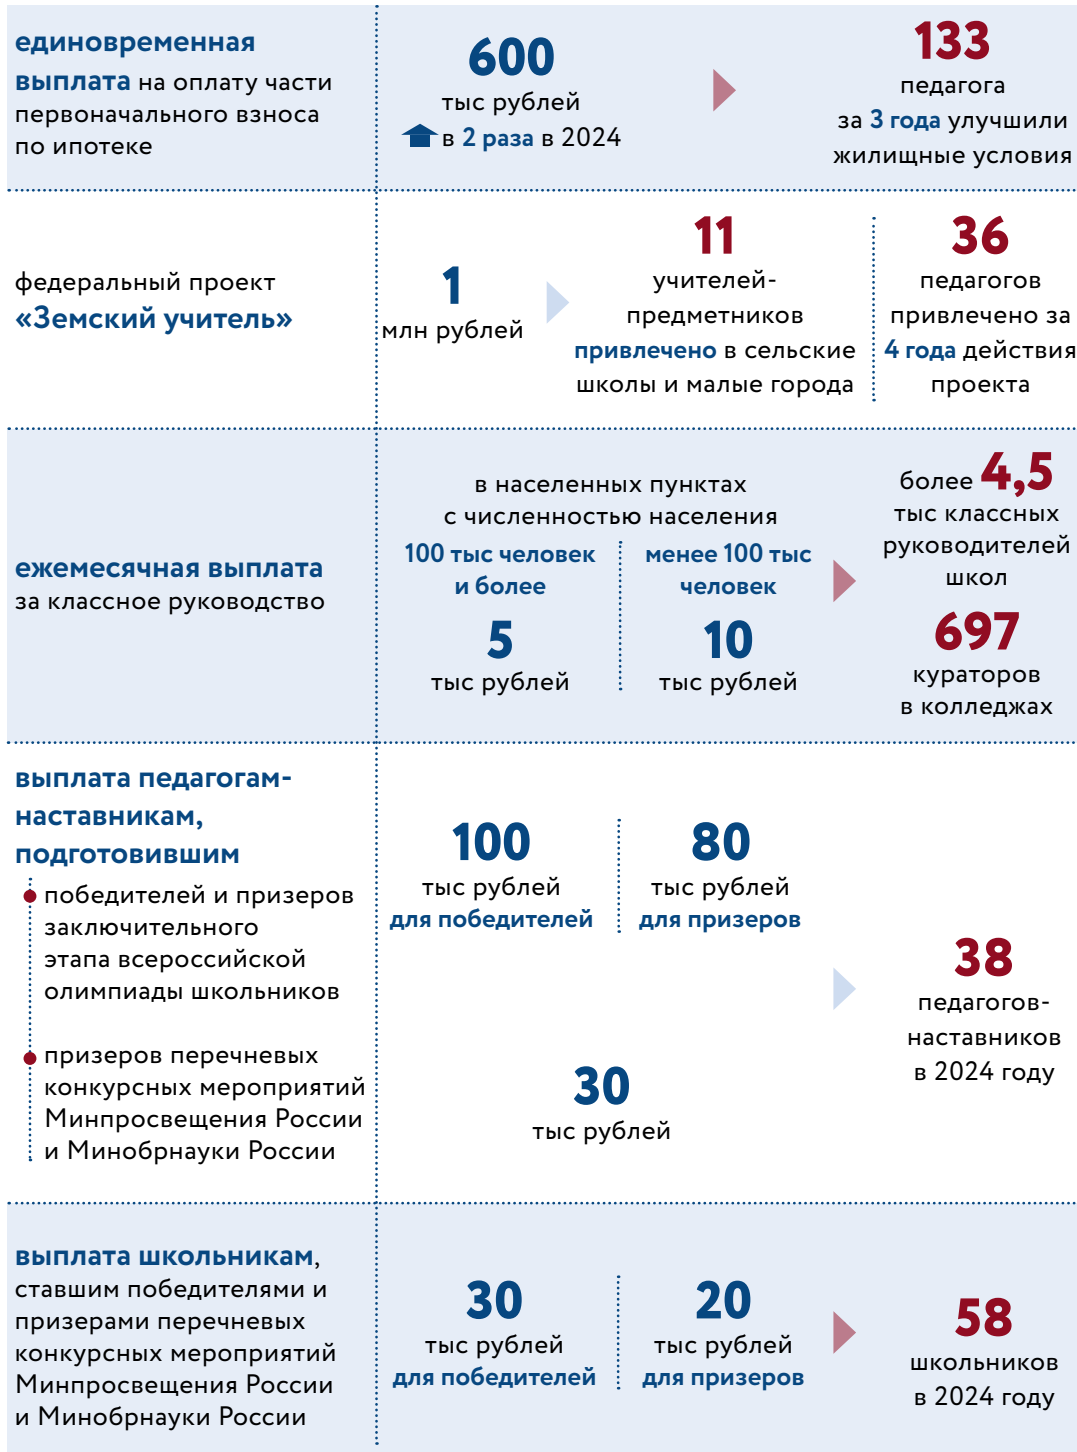 единовременная
выплата на оплату части
первоначального взноса
по ипотеке
600
тыс рублей
в 2 раза в 2024
133
педагога
за 3 года улучшили
жилищные условия
федеральный проект
«Земский учитель»
1
млн рублей
11
учителей-
предметников
привлечено в сельские
школы и малые города
36
педагогов
привлечено за
4 года действия
проекта
ежемесячная выплата
за классное руководство
в населенных пунктах
с численностью населения
100 тыс человек
и более
5
тыс рублей
менее 100 тыс
человек
10
тыс рублей
более 4,5
тыс классных
руководителей
школ
697
кураторов
в колледжах
выплата педагогам-
наставникам,
подготовившим
победителей и призеров
заключительного
этапа всероссийской
олимпиады школьников
100
тыс рублей
для победителей
80
тыс рублей
для призеров
призеров перечневых
конкурсных мероприятий
Минпросвещения России
и Минобрнауки России
30
тыс рублей
38
педагогов-
наставников
в 2024 году
выплата школьникам,
ставшим победителями и
призерами перечневых
конкурсных мероприятий
Минпросвещения России
и Минобрнауки России
30
тыс рублей
для победителей
20
тыс рублей
для призеров
58
школьников
в 2024 году